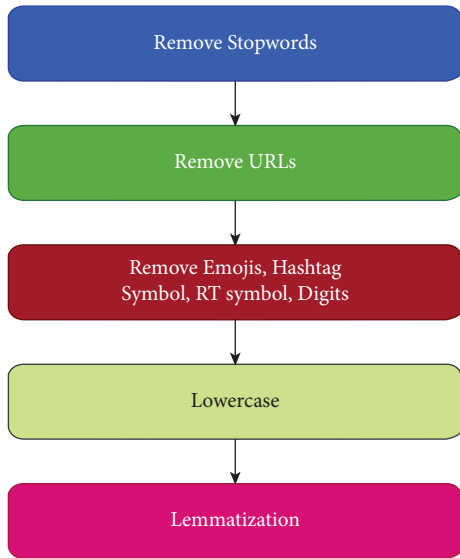 Remove Stopwords
Remove URLs
Remove Emojis, Hashtag
Symbol, RT symbol, Digits
Lowercase
Lemmatization